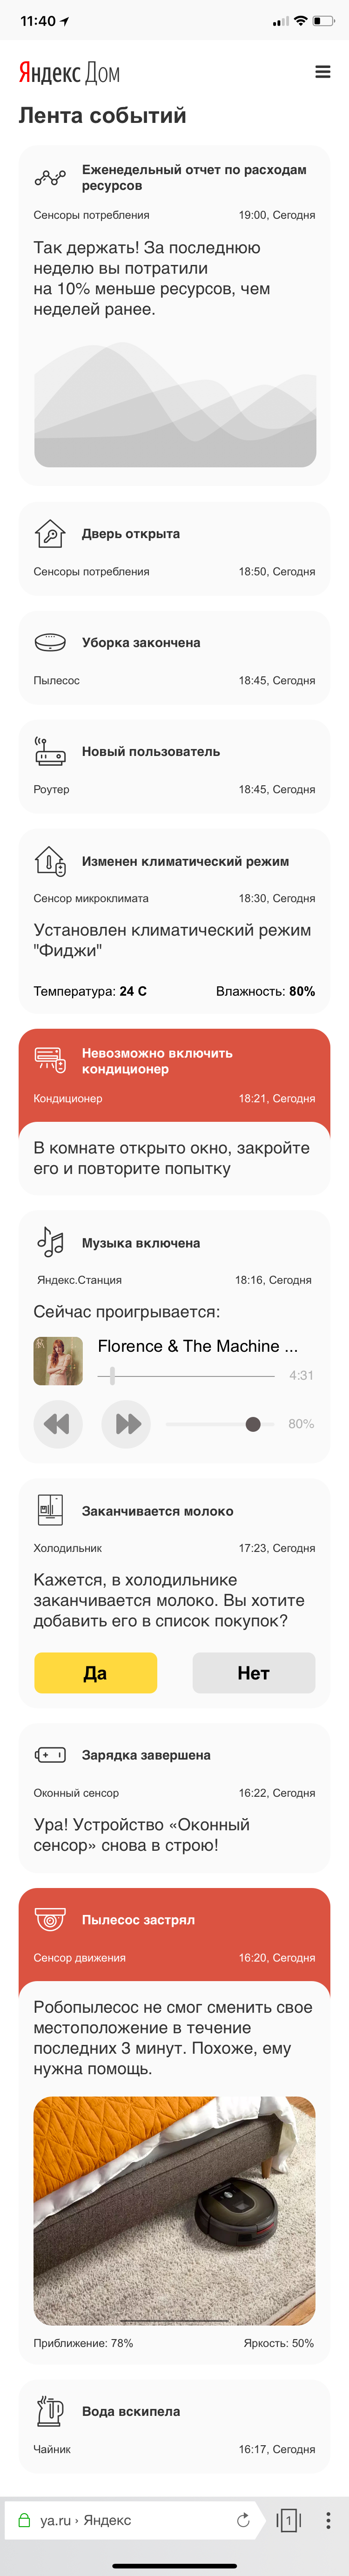 11:40
Яндекс Дом
Лента событий
Еженедельный отчет по расходам
ресурсов
Сенсоры потребления 19:00, Сегодня
Так держать! За последнюю
неделю вы потратили
на 10% меньше ресурсов, чем
неделей ранее.
Дверь открыта
Сенсоры потребления 18:50, Сегодня
Уборка закончена
Пылесос 18:45, Сегодня
Новый пользователь
Роутер 18:45, Сегодня
Изменен климатический режим
Сенсор микроклимата 18:30, Сегодня
Установлен климатический режим
"Фиджи"
Температура: 24 C Влажность: 80%
Невозможно включить
кондиционер
Кондиционер 18:21, Сегодня
В комнате открыто окно, закройте
его и повторите попытку
Музыка включена
Яндекс.Станция 18:16, Сегодня
Сейчас проигрывается:
Florence & The Machine ...
4:31
80%
Заканчивается молоко
Холодильник 17:23, Сегодня
Кажется, в холодильнике
заканчивается молоко. Вы хотите
добавить его в список покупок?
Да Нет
Зарядка завершена
Оконный сенсор 16:22, Сегодня
Ура! Устройство «Оконный
сенсор» снова в строю!
Пылесос застрял
Сенсор движения 16:20, Сегодня
Робопылесос не смог сменить свое
местоположение в течение
последних 3 минут. Похоже, ему
нужна помощь.
Приближение: 78% Яркость: 50%
Вода вскипела
Чайник 16:17, Сегодня
ya.ru › Яндекс 1